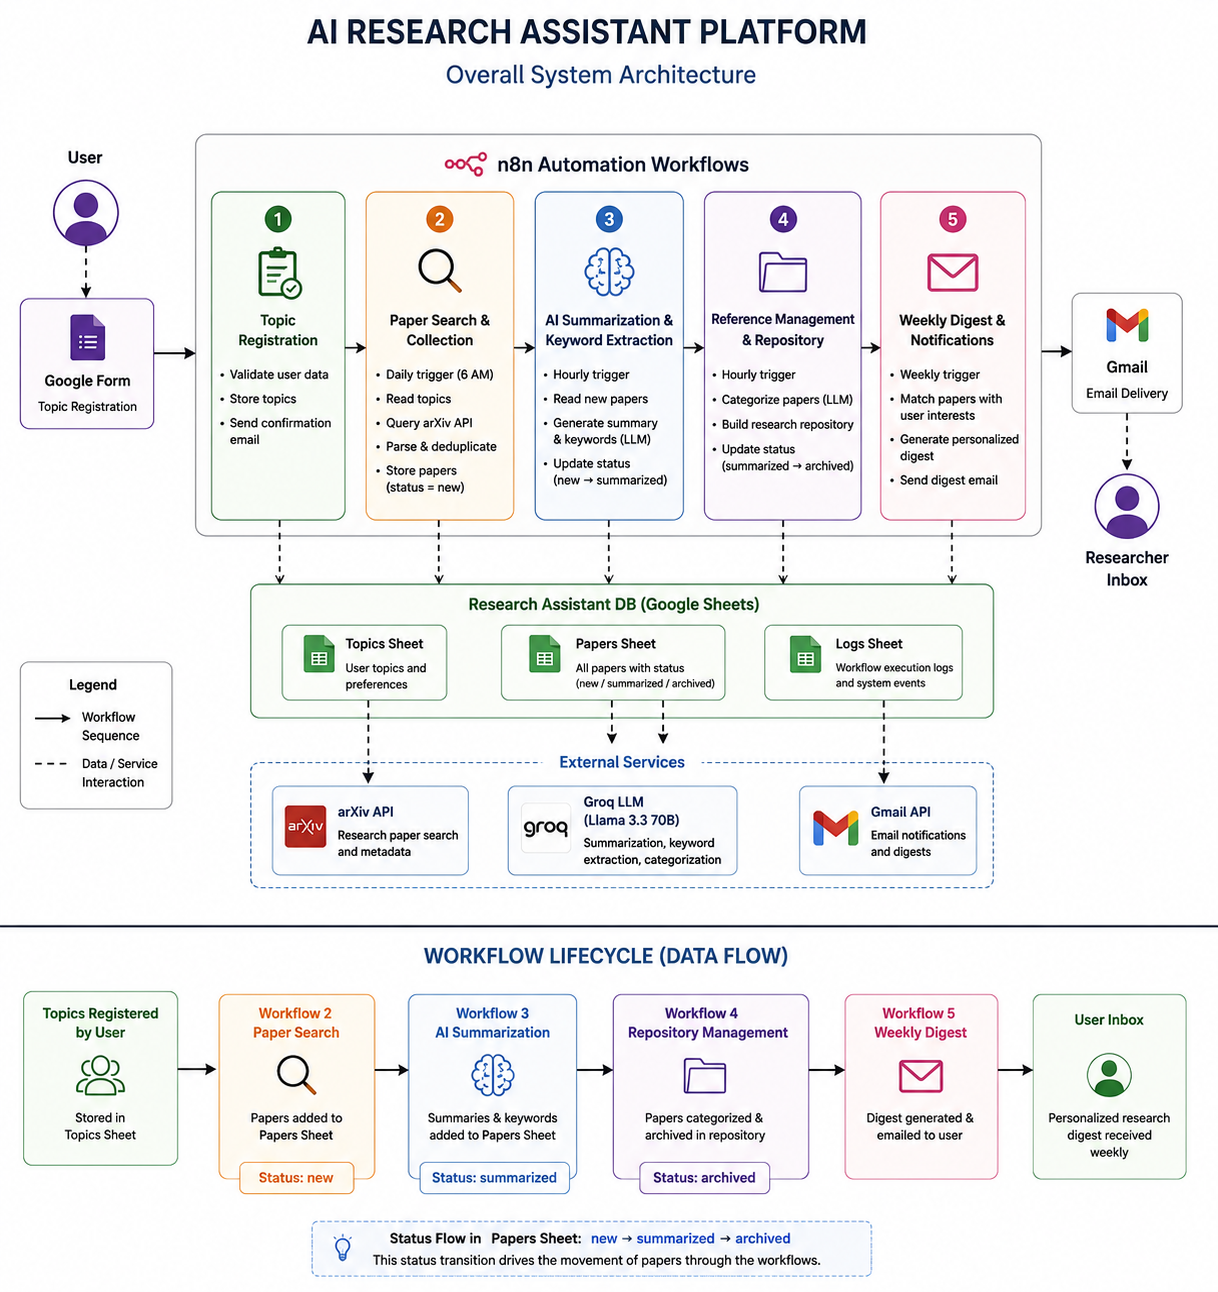 AI RESEARCH ASSISTANT PLATFORM
Overall System Architecture
User
Google Form
Topic Registration
n8n Automation Workflows
1
Topic
Registration
• Validate user data
• Store topics
• Send confirmation
email
2
Paper Search &
Collection
• Daily trigger (6 AM)
• Read topics
• Query arXiv API
• Parse & deduplicate
• Store papers
(status = new)
3
AI Summarization &
Keyword Extraction
• Hourly trigger
• Read new papers
• Generate summary
& keywords (LLM)
• Update status
(new → summarized)
4
Reference Management
& Repository
• Hourly trigger
• Categorize papers (LLM)
• Build research repository
• Update status
(summarized → archived)
5
Weekly Digest &
Notifications
• Weekly trigger
• Match papers with
user interests
• Generate personalized
digest
• Send digest email
Gmail
Email Delivery
Researcher
Inbox
Research Assistant DB (Google Sheets)
Topics Sheet
User topics and
preferences
Papers Sheet
All papers with status
(new / summarized / archived)
Logs Sheet
Workflow execution logs
and system events
Legend
Workflow
Sequence
Data / Service
Interaction
External Services
arXiv
arXiv API
Research paper search
and metadata
groq
Groq LLM
(Llama 3.3 70B)
Summarization, keyword
extraction, categorization
Gmail API
Email notifications
and digests
WORKFLOW LIFECYCLE (DATA FLOW)
Topics Registered
by User
Stored in
Topics Sheet
Workflow 2
Paper Search
Papers added to
Papers Sheet
Status: new
Workflow 3
AI Summarization
Summaries & keywords
added to Papers Sheet
Status: summarized
Workflow 4
Repository Management
Papers categorized &
archived in repository
Status: archived
Workflow 5
Weekly Digest
Digest generated &
emailed to user
User Inbox
Personalized research
digest received
weekly
Status Flow in Papers Sheet: new → summarized → archived
This status transition drives the movement of papers through the workflows.